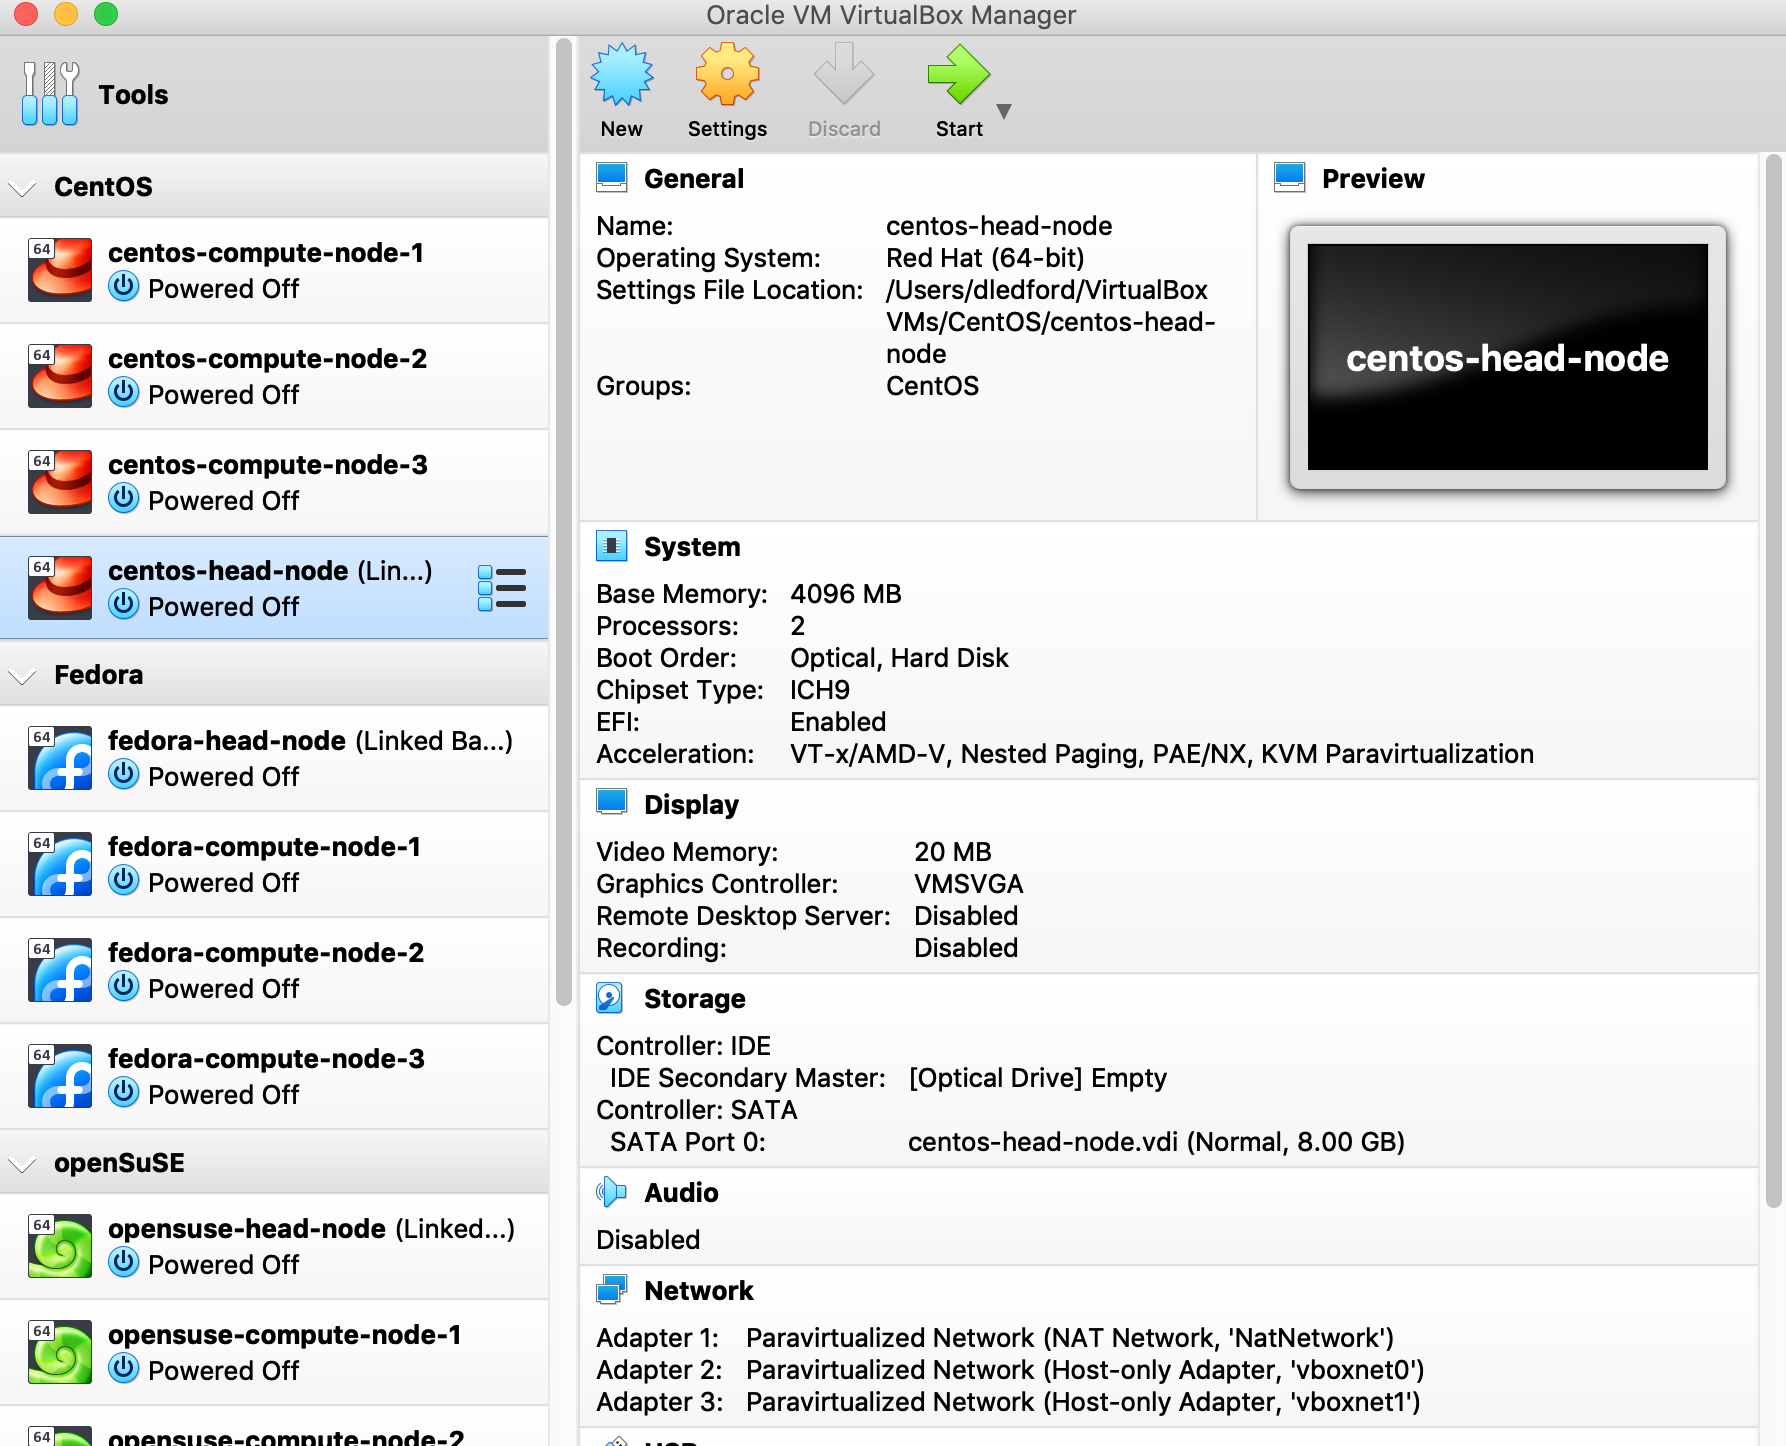 Oracle VM VirtualBox Manager
Tools
New
Settings
Discard
Start
CentOS
64
centos-compute-node-1
Powered Off
64
centos-compute-node-2
Powered Off
64
centos-compute-node-3
Powered Off
64
centos-head-node (Lin...)
Powered Off
Fedora
64
fedora-head-node (Linked Ba...)
Powered Off
64
fedora-compute-node-1
Powered Off
64
fedora-compute-node-2
Powered Off
64
fedora-compute-node-3
Powered Off
openSuSE
64
opensuse-head-node (Linked...)
Powered Off
64
opensuse-compute-node-1
Powered Off
64
opensuse-compute-node-2
General
Name: centos-head-node
Operating System: Red Hat (64-bit)
Settings File Location: /Users/dledford/VirtualBox
VMs/CentOS/centos-head-
node
Groups: CentOS
Preview
centos-head-node
System
Base Memory: 4096 MB
Processors: 2
Boot Order: Optical, Hard Disk
Chipset Type: ICH9
EFI: Enabled
Acceleration: VT-x/AMD-V, Nested Paging, PAE/NX, KVM Paravirtualization
Display
Video Memory: 20 MB
Graphics Controller: VMSVGA
Remote Desktop Server: Disabled
Recording: Disabled
Storage
Controller: IDE
IDE Secondary Master: [Optical Drive] Empty
Controller: SATA
SATA Port 0: centos-head-node.vdi (Normal, 8.00 GB)
Audio
Disabled
Network
Adapter 1: Paravirtualized Network (NAT Network, 'NatNetwork')
Adapter 2: Paravirtualized Network (Host-only Adapter, 'vboxnet0')
Adapter 3: Paravirtualized Network (Host-only Adapter, 'vboxnet1')